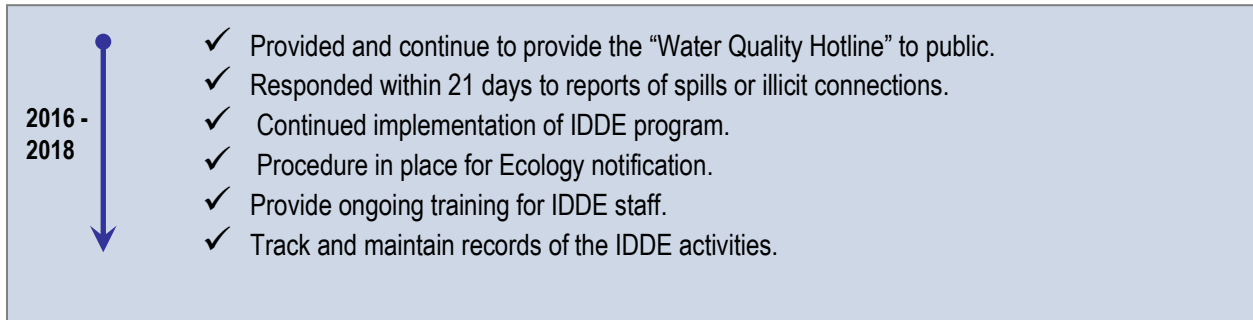 2016 -
2018
✓ Provided and continue to provide the “Water Quality Hotline” to public.
✓ Responded within 21 days to reports of spills or illicit connections.
✓ Continued implementation of IDDE program.
✓ Procedure in place for Ecology notification.
✓ Provide ongoing training for IDDE staff.
✓ Track and maintain records of the IDDE activities.